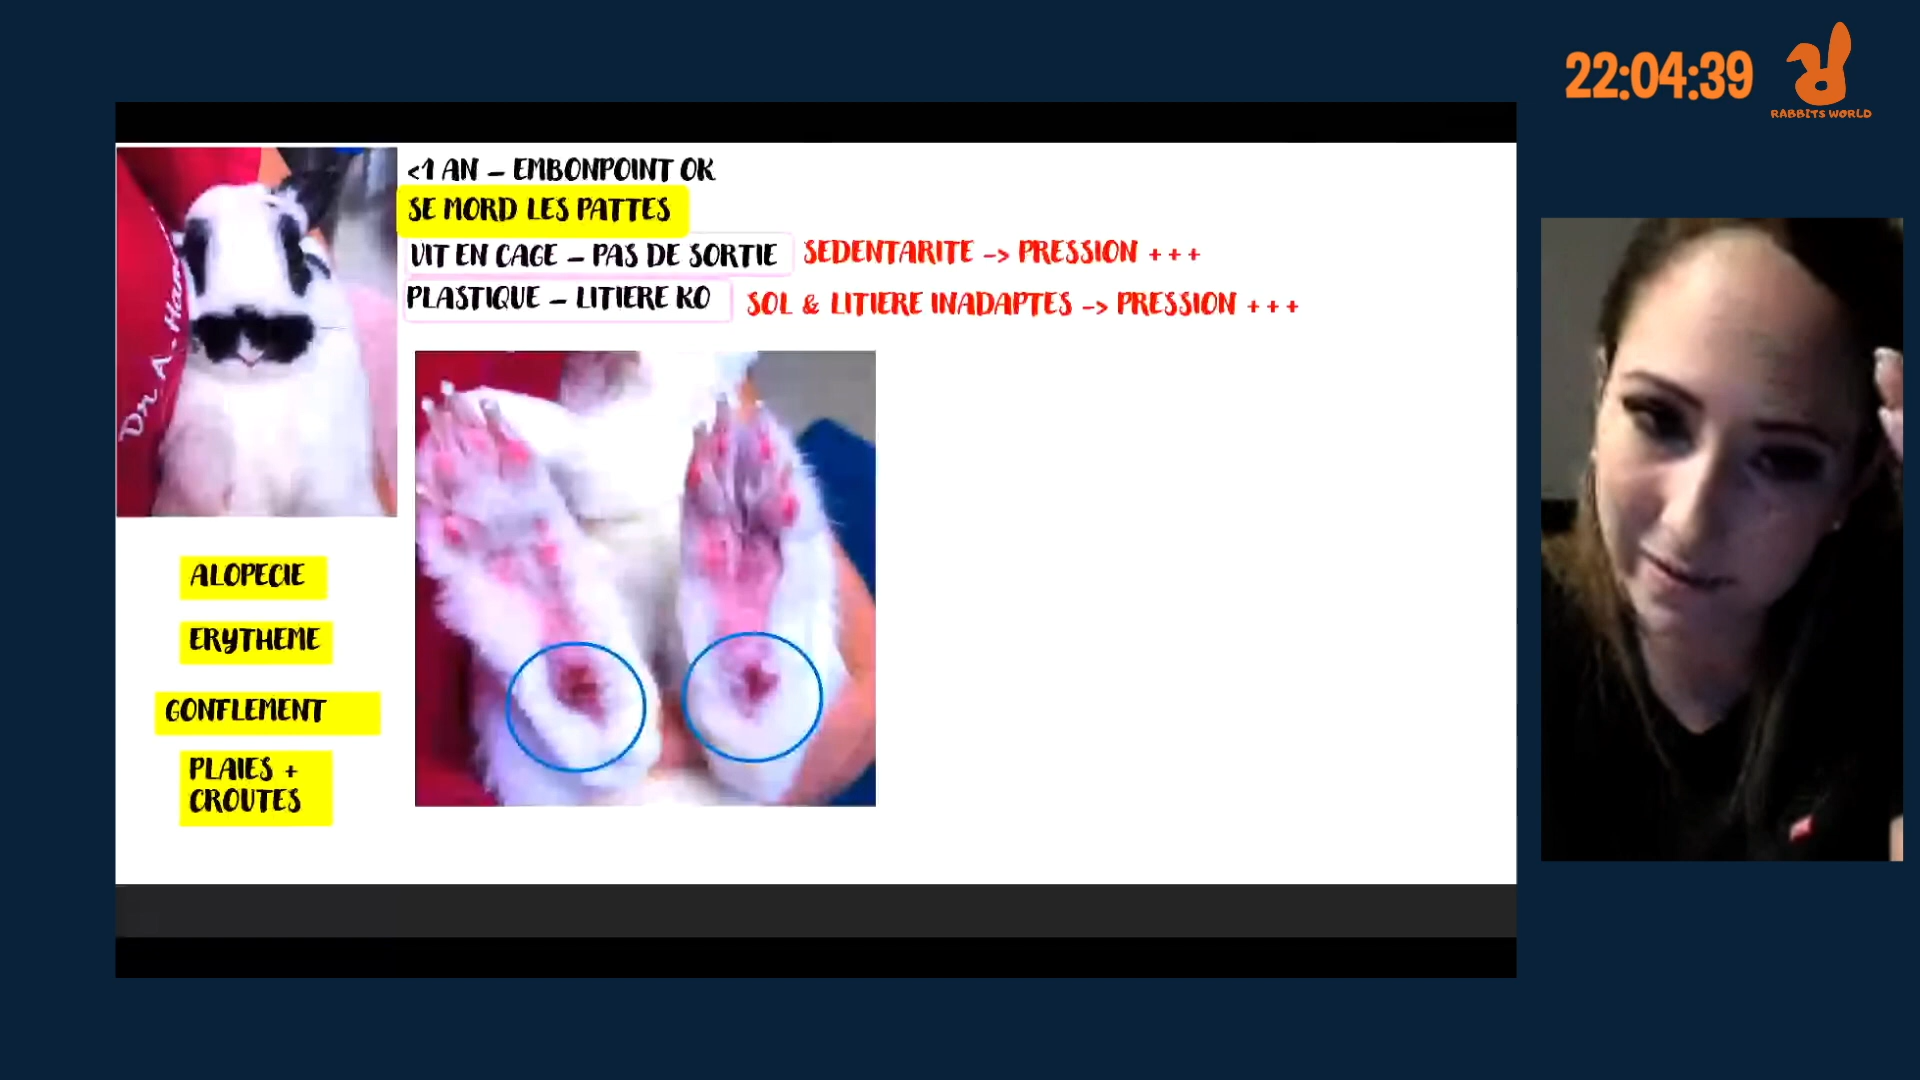 22:04:39
RABBITS WORLD
<1 AN – EMBONPOINT OK
SE MORD LES PATTES
VIT EN CAGE – PAS DE SORTIE
SEDENTARITE -> PRESSION +++
PLASTIQUE – LITIERE KO
SOL & LITIERE INADAPTES -> PRESSION +++
ALOPECIE
ERYTHEME
GONFLEMENT
PLAIES +
CROUTES